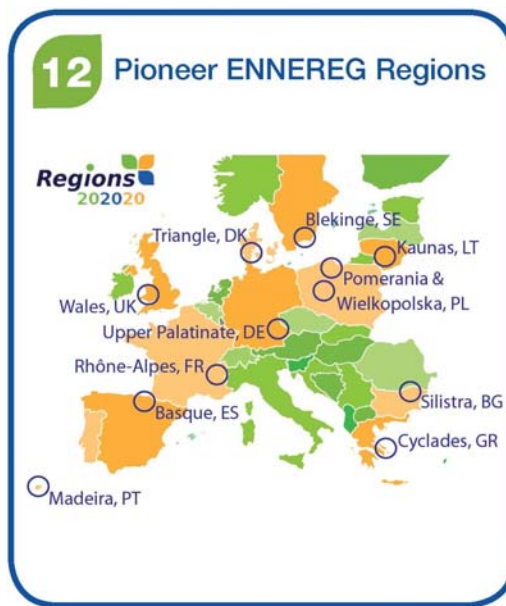 12 Pioneer ENNEREG Regions
Regions
202020
Blekinge, SE
Triangle, DK
Kaunas, LT
Pomerania &
Wielkopolska, PL
Wales, UK
Upper Palatinate, DE
Rhône-Alpes, FR
Basque, ES
Silistra, BG
Cyclades, GR
Madeira, PT